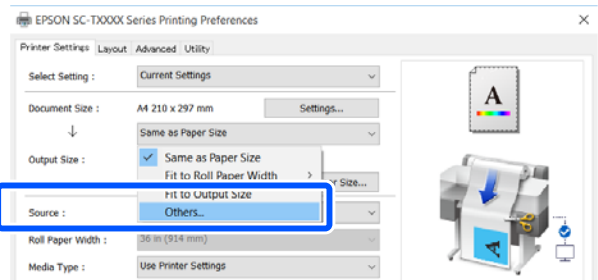 EPSON SC-TXXXX Series Printing Preferences
Printer Settings Layout Advanced Utility
Select Setting : Current Settings
Document Size : A4 210 x 297 mm Settings...
Same as Paper Size
Output Size : Same as Paper Size
Fit to Roll Paper Width
Size...
Fit to Output Size
Source : Others...
Roll Paper Width : 36 in (914 mm)
Media Type : Use Printer Settings
A
A